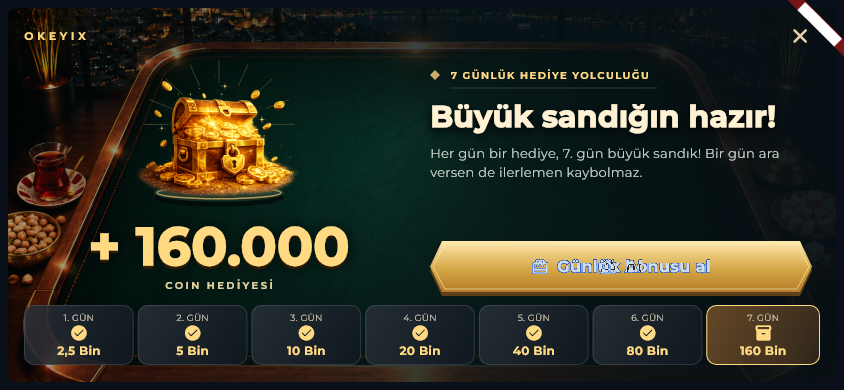 OKEYIX
7 GÜNLÜK HEDİYE YOLCULUĞU
Büyük sandığın hazır!
Her gün bir hediye, 7. gün büyük sandık! Bir gün ara
versen de ilerlemen kaybolmaz.
+ 160.000
COIN HEDİYESİ
Günlük bonusu al
1. GÜN
2,5 Bin
2. GÜN
5 Bin
3. GÜN
10 Bin
4. GÜN
20 Bin
5. GÜN
40 Bin
6. GÜN
80 Bin
7. GÜN
160 Bin